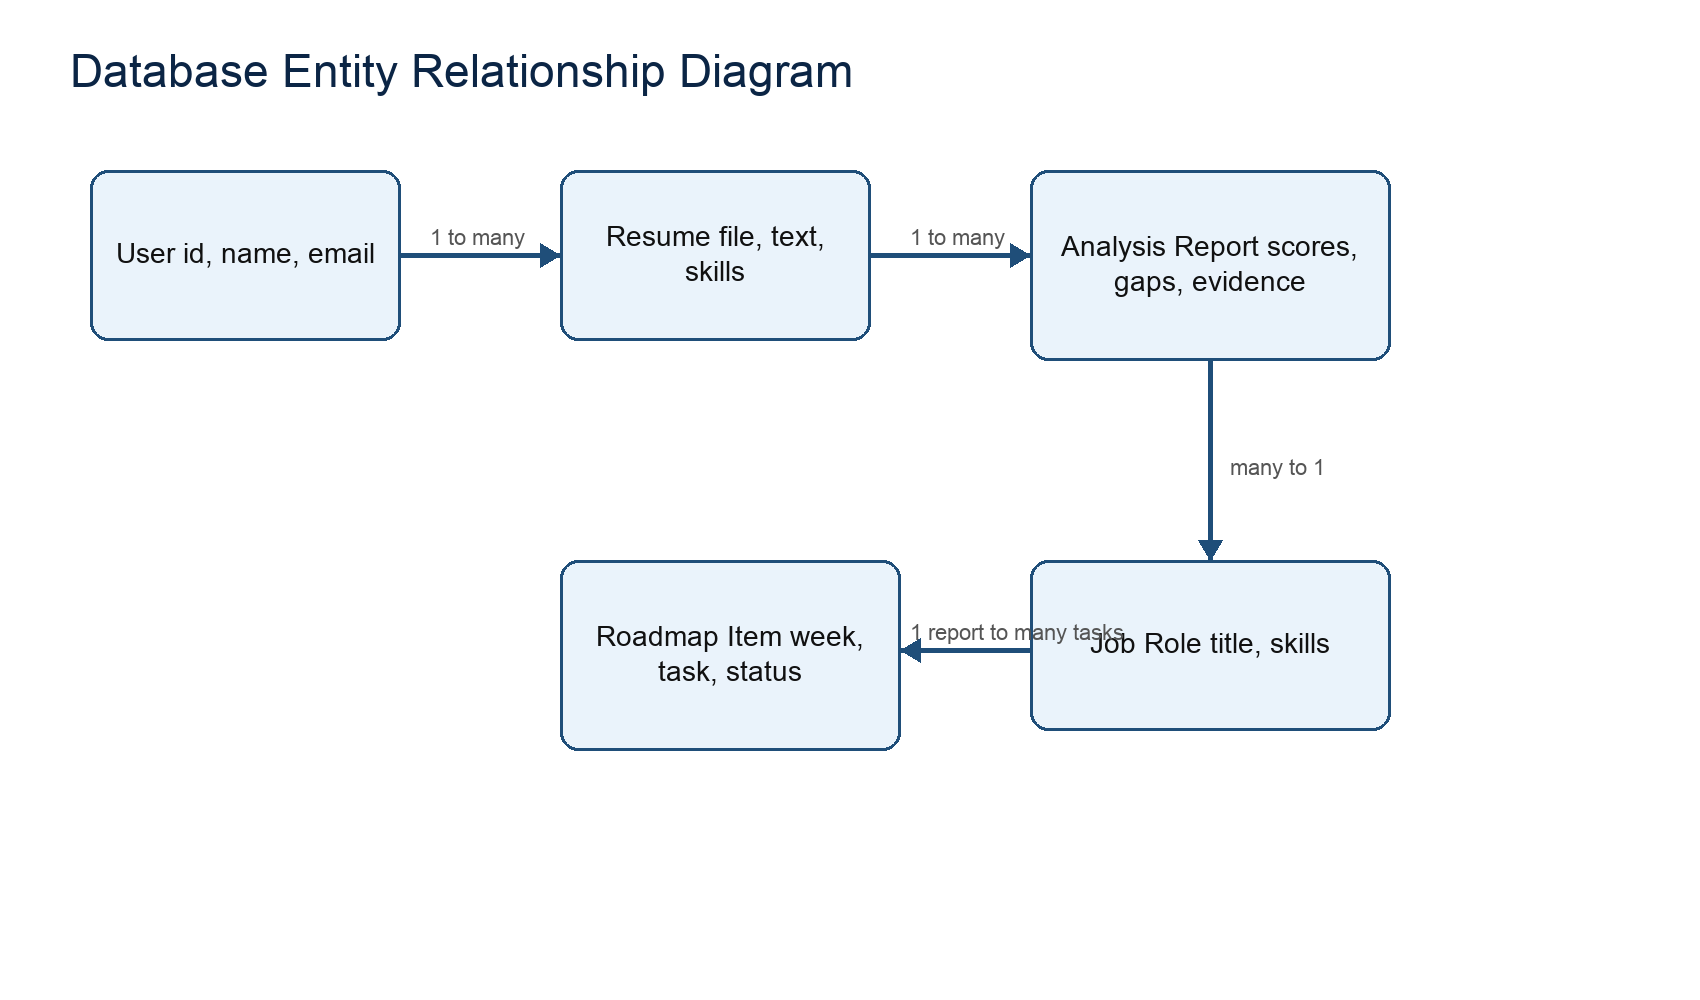 Database Entity Relationship Diagram
User id, name, email
1 to many
Resume file, text,
skills
1 to many
Analysis Report scores,
gaps, evidence
many to 1
Roadmap Item week,
task, status
1 report to many tasks
Job Role title, skills